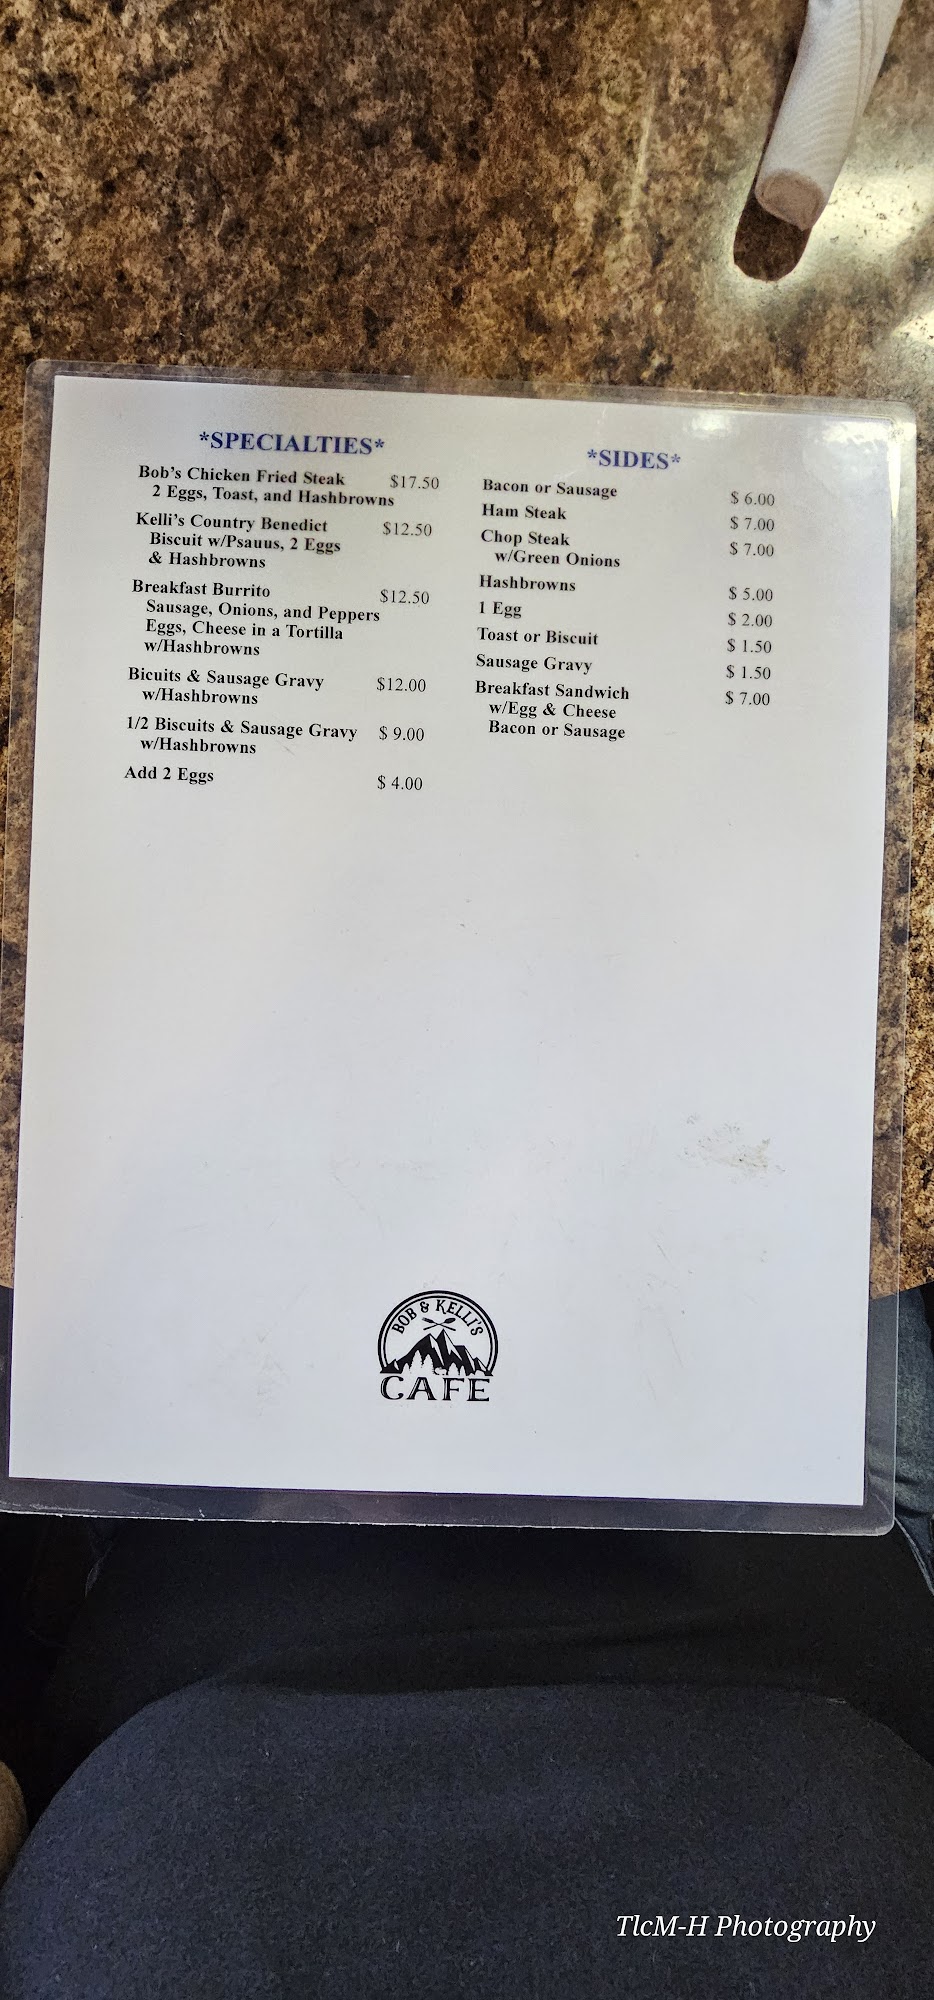 *SPECIALTIES*
Bob's Chicken Fried Steak $17.50
2 Eggs, Toast, and Hashbrowns
Kelli's Country Benedict $12.50
Biscuit w/Psauus, 2 Eggs
& Hashbrowns
Breakfast Burrito $12.50
Sausage, Onions, and Peppers
Eggs, Cheese in a Tortilla
w/Hashbrowns
Bicuits & Sausage Gravy $12.00
w/Hashbrowns
1/2 Biscuits & Sausage Gravy $ 9.00
w/Hashbrowns
Add 2 Eggs $ 4.00
*SIDES*
Bacon or Sausage $ 6.00
Ham Steak $ 7.00
Chop Steak $ 7.00
w/Green Onions
Hashbrowns $ 5.00
1 Egg $ 2.00
Toast or Biscuit $ 1.50
Sausage Gravy $ 1.50
Breakfast Sandwich $ 7.00
w/Egg & Cheese
Bacon or Sausage
BOB & KELLI'S
CAFE
TlcM-H Photography